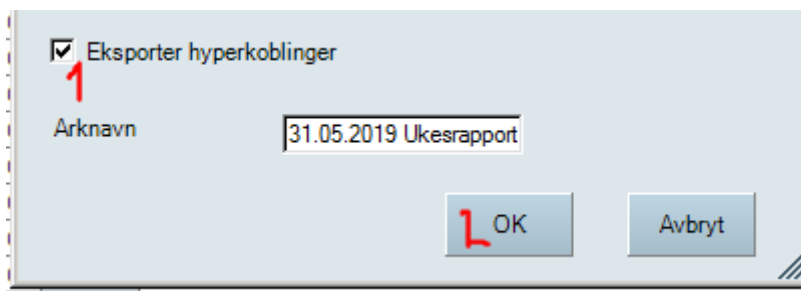 Eksporter hyperkoblinger
1
Arknavn
31.05.2019 Ukesrapport
2 OK
Avbryt